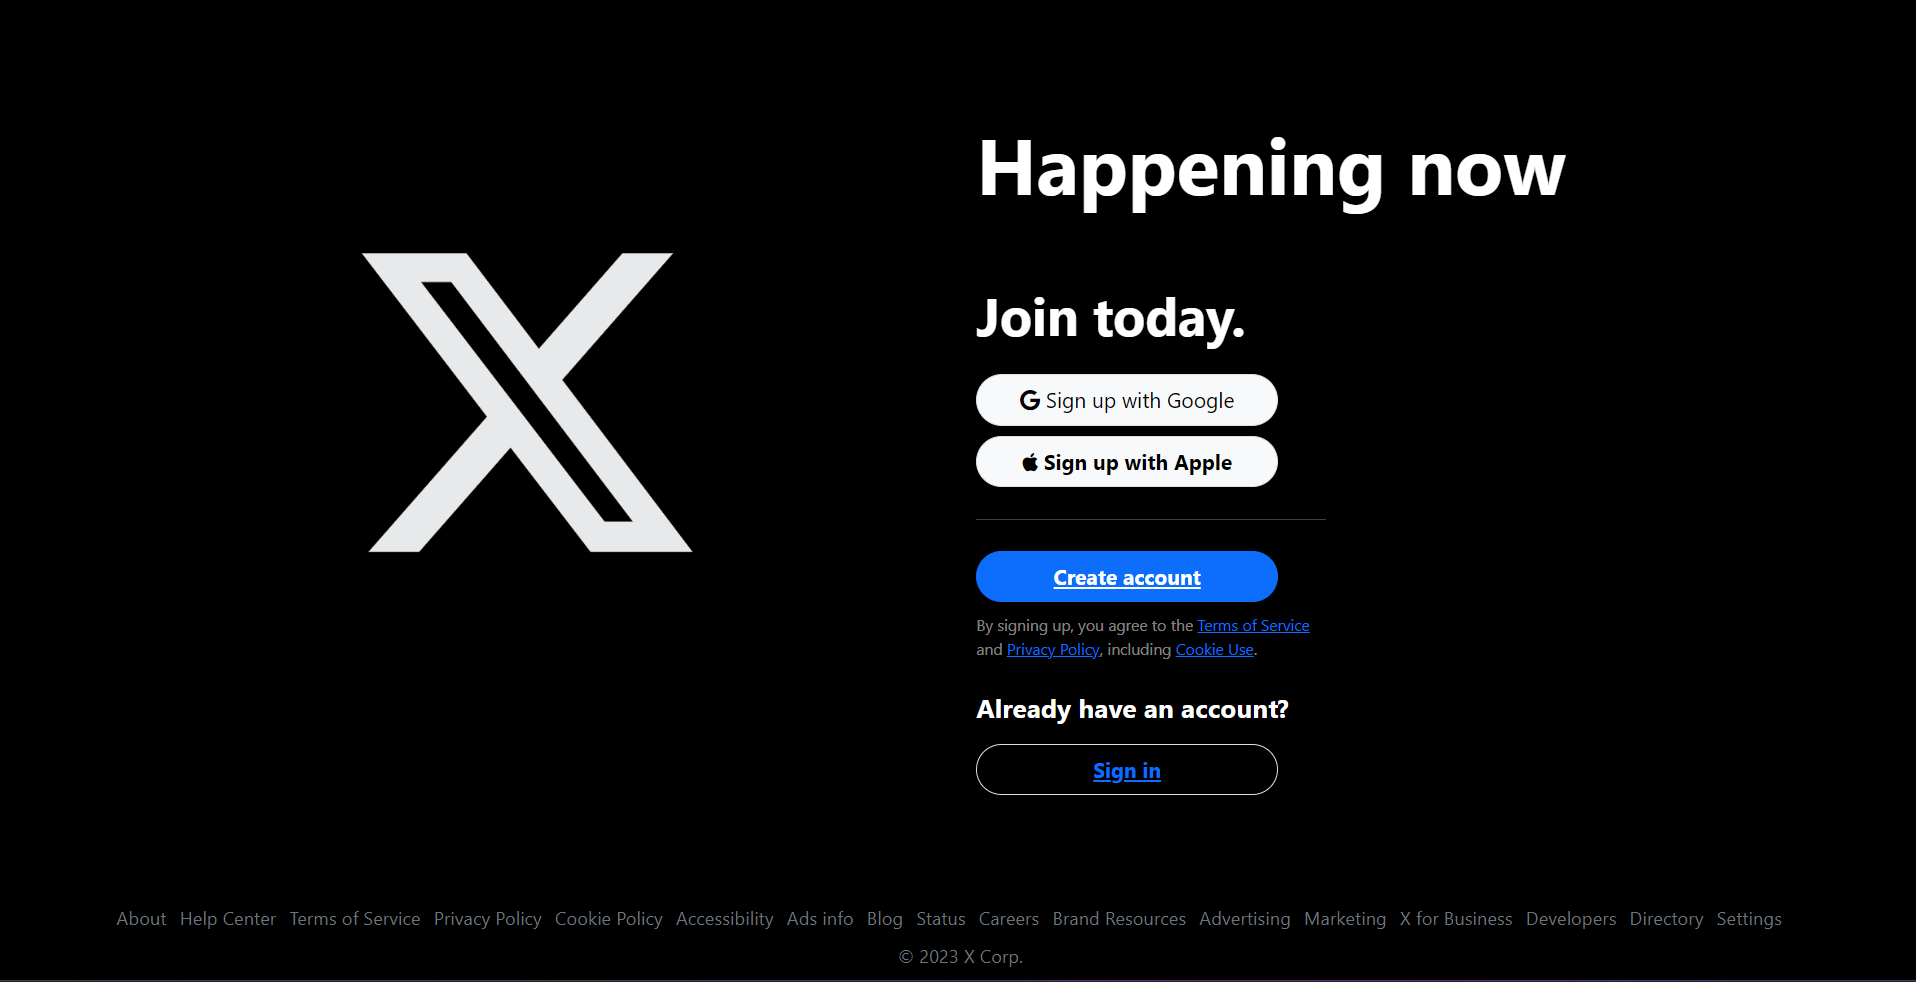 X
Happening now
Join today.
Sign up with Google
Sign up with Apple
Create account
By signing up, you agree to the Terms of Service
and Privacy Policy, including Cookie Use.
Already have an account?
Sign in
About Help Center Terms of Service Privacy Policy Cookie Policy Accessibility Ads info Blog Status Careers Brand Resources Advertising Marketing X for Business Developers Directory Settings
© 2023 X Corp.